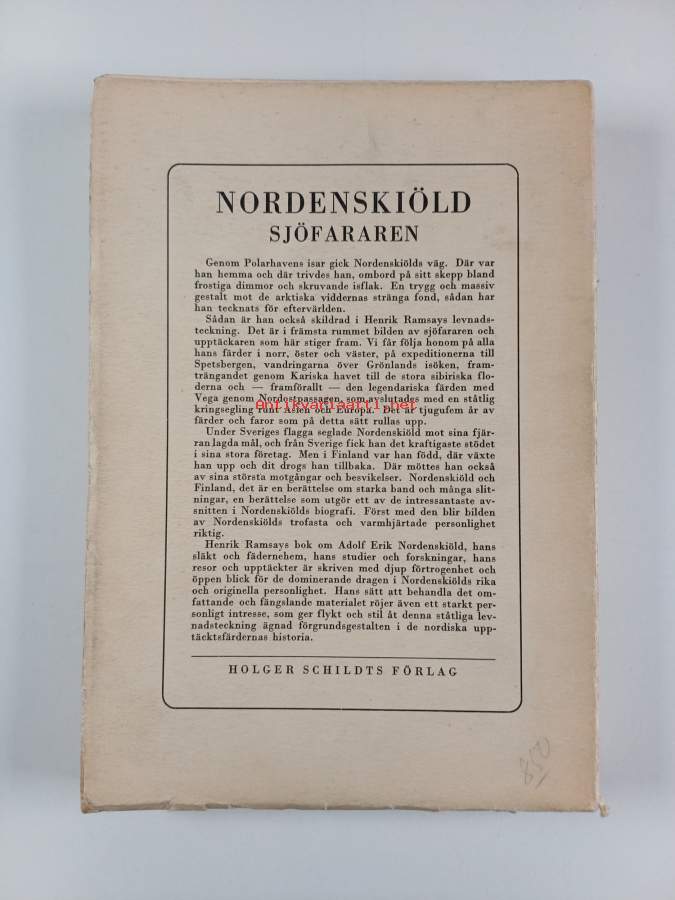 NORDENSKIÖLD
SJÖFARAREN
Genom Polarhavens isar gick Nordenskiölds väg. Där var
han hemma och där trivdes han, ombord på sitt skepp bland
frostiga dimmor och skruvande isflak. En trygg och massiv
gestalt mot de arktiska viddernas stränga fond, sådan har
han tecknats för eftervärlden.
Sådan är han också skildrad i Henrik Ramsays levnads-
teckning. Det är i främsta rummet bilden av sjöfararen och
upptäckaren som här stiger fram. Vi får följa honom på alla
hans färder i norr, öster och väster, på expeditionerna till
Spetsbergen, vandringarna över Grönlands isöken, fram-
trängandet genom Kariska havet till de stora sibiriska flo-
derna och — framförallt — den legendariska färden med
Vega genom Nordostpassagen, som avslutades med en ståtlig
antikvariaatti.net
kringsegling runt Asien och Europa. Det är tjugufem år av
färder och faror som på detta sätt rullas upp.
Under Sveriges flagga seglade Nordenskiöld mot sina fjär-
ran lagda mål, och från Sverige fick han det kraftigaste stödet
i sina stora företag. Men i Finland var han född, där växte
han upp och dit drogs han tillbaka. Där möttes han också
av sina största motgångar och besvikelser. Nordenskiöld och
Finland, det är en berättelse om starka band och många slit-
ningar, en berättelse som utgör ett av de intressantaste av-
snitten i Nordenskiölds biografi. Först med den blir bilden
av Nordenskiölds trofasta och varmhjärtade personlighet
riktig.
Henrik Ramsays bok om Adolf Erik Nordenskiöld, hans
släkt och fädernehem, hans studier och forskningar, hans
resor och upptäckter är skriven med djup förtrogenhet och
öppen blick för de dominerande dragen i Nordenskiölds rika
och originella personlighet. Hans sätt att behandla det om-
fattande och fängslande materialet röjer även ett starkt per-
sonligt intresse, som ger flykt och stil åt denna ståtliga lev-
nadsteckning ägnad förgrundsgestalten i de nordiska upp-
täcktsfärdernas historia.
HOLGER SCHILDTS FÖRLAG
850